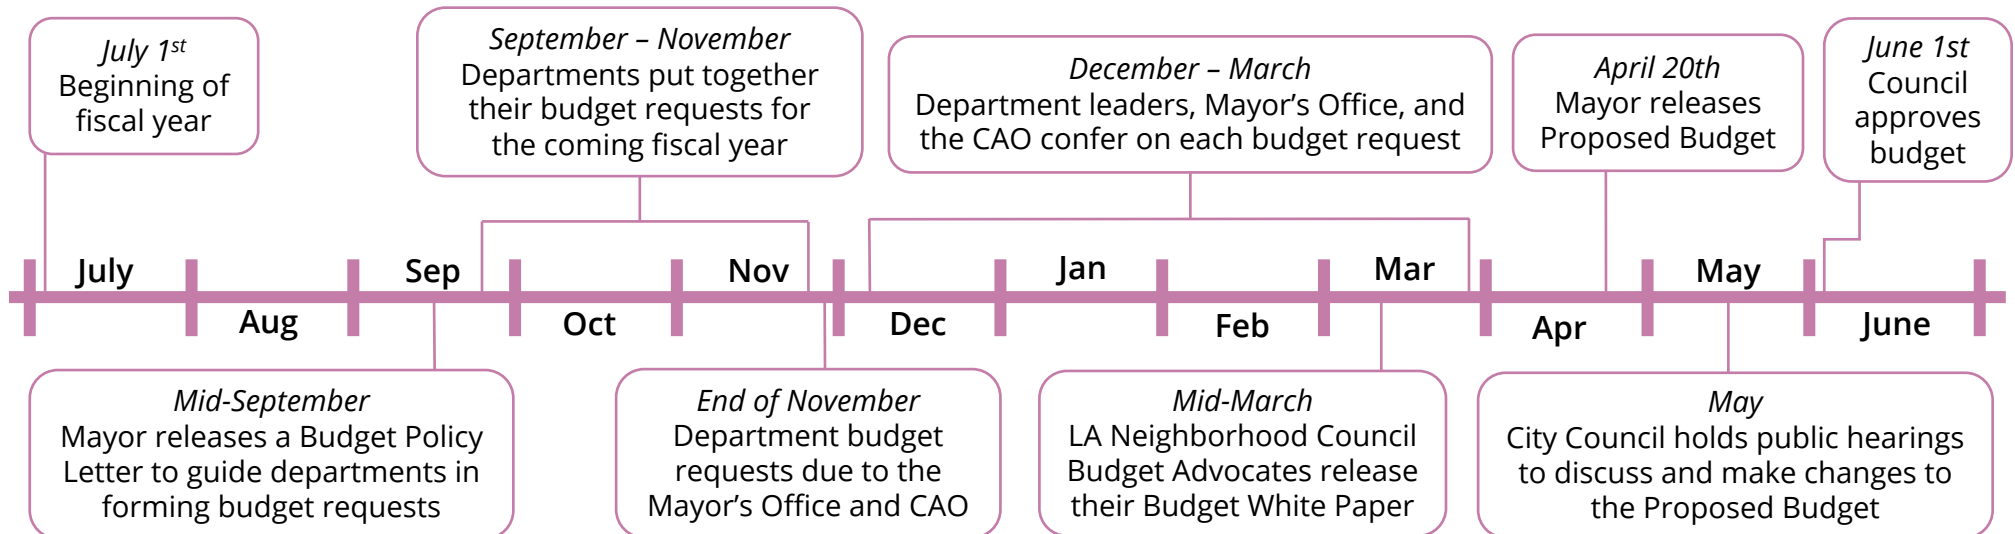 July 1st
Beginning of
fiscal year
September – November
Departments put together
their budget requests for
the coming fiscal year
December – March
Department leaders, Mayor’s Office, and
the CAO confer on each budget request
April 20th
Mayor releases
Proposed Budget
June 1st
Council
approves
budget
July
Aug
Sep
Oct
Nov
Dec
Jan
Feb
Mar
Apr
May
June
Mid-September
Mayor releases a Budget Policy
Letter to guide departments in
forming budget requests
End of November
Department budget
requests due to the
Mayor’s Office and CAO
Mid-March
LA Neighborhood Council
Budget Advocates release
their Budget White Paper
May
City Council holds public hearings
to discuss and make changes to
the Proposed Budget